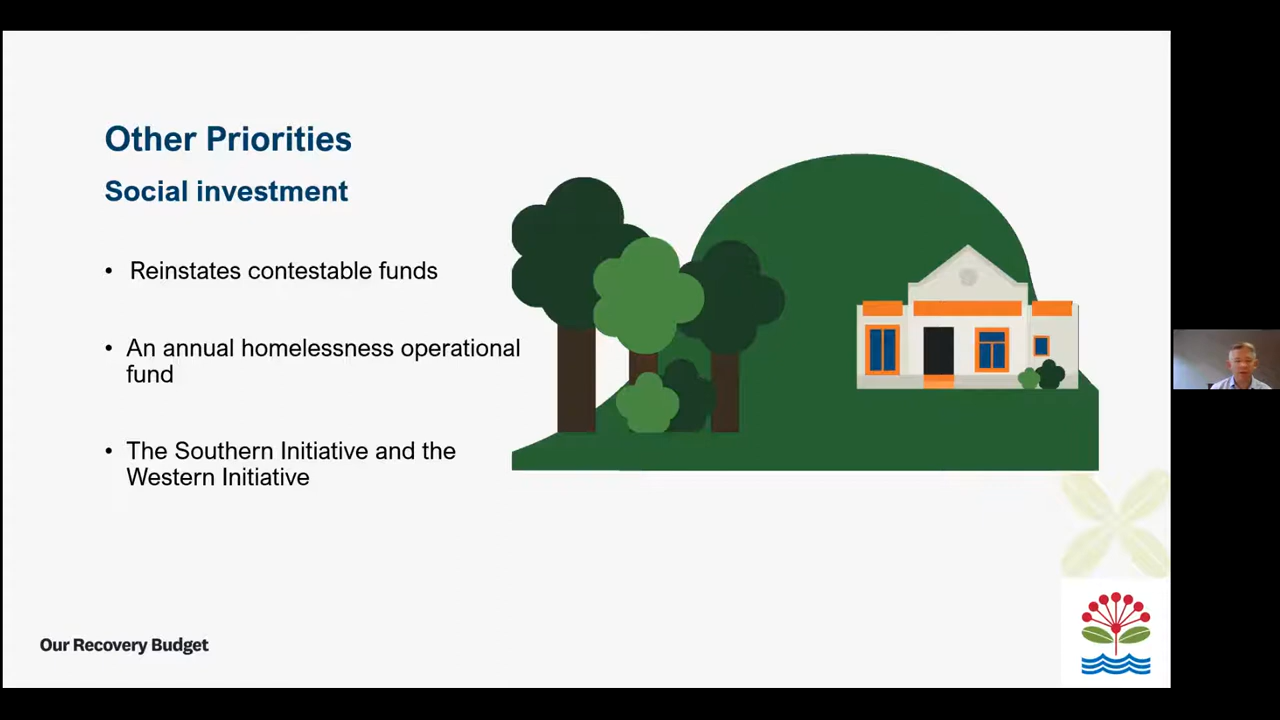 Other Priorities
Social investment
• Reinstates contestable funds
• An annual homelessness operational
fund
• The Southern Initiative and the
Western Initiative
Our Recovery Budget